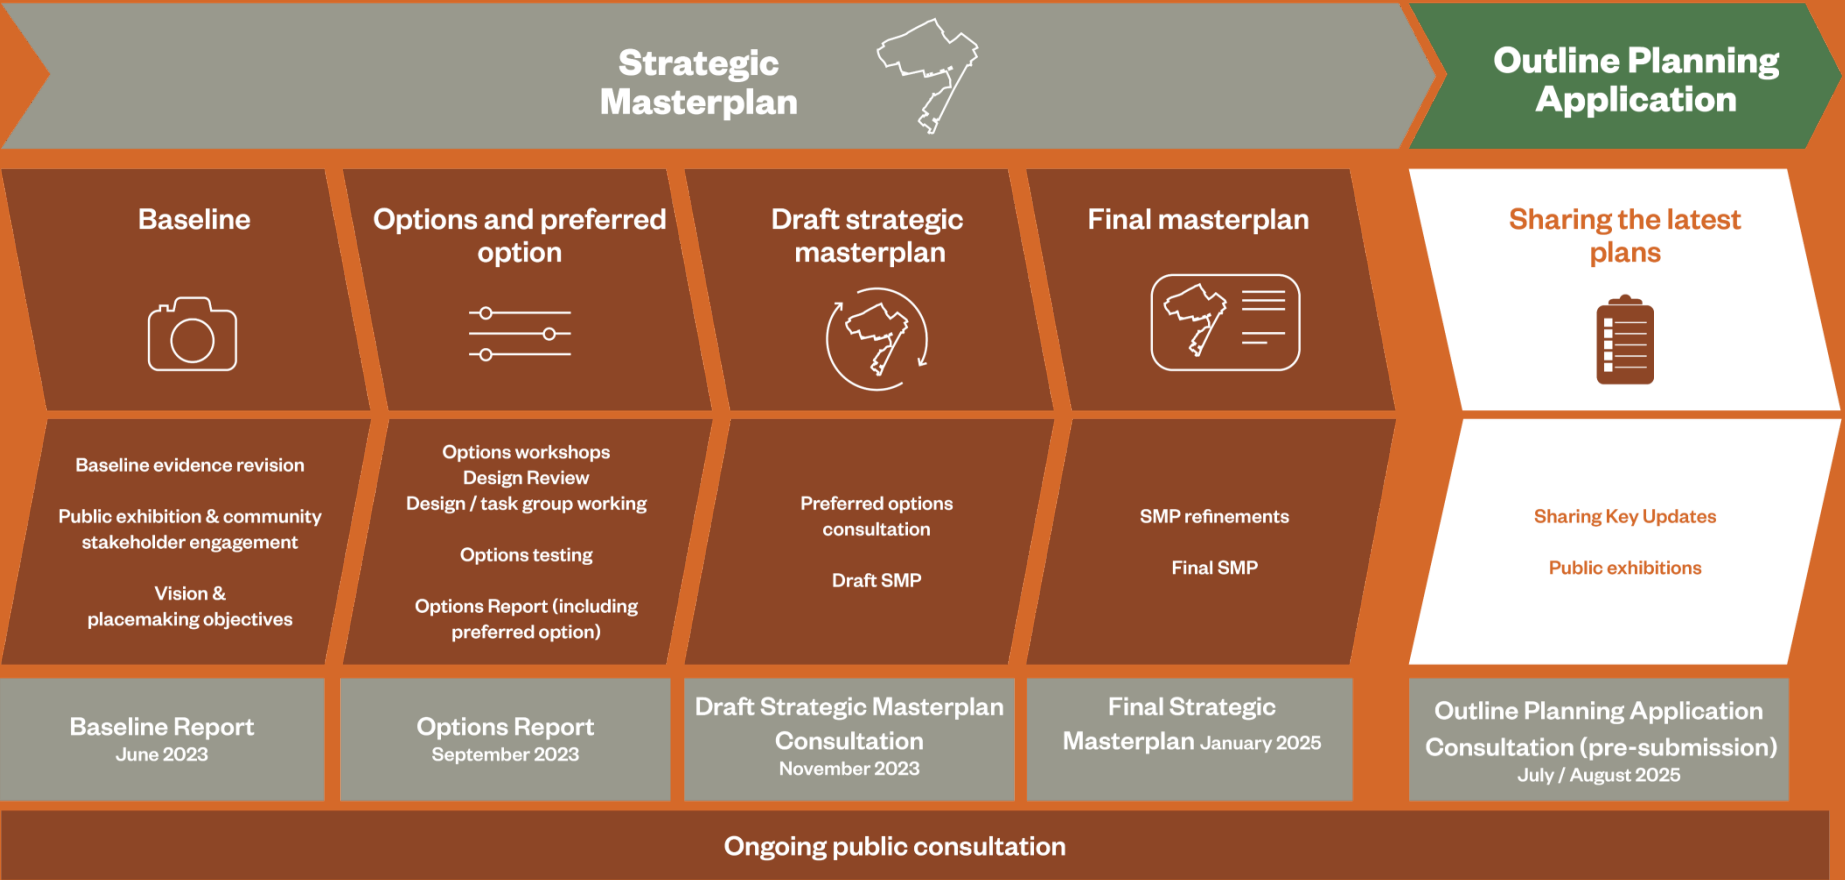 Strategic
Masterplan
Outline Planning
Application
Baseline
Options and preferred
option
Draft strategic
masterplan
Final masterplan
Sharing the latest
plans
Baseline evidence revision
Public exhibition & community
stakeholder engagement
Vision &
placemaking objectives
Options workshops
Design Review
Design / task group working
Options testing
Options Report (including
preferred option)
Preferred options
consultation
Draft SMP
SMP refinements
Final SMP
Sharing Key Updates
Public exhibitions
Baseline Report
June 2023
Options Report
September 2023
Draft Strategic Masterplan
Consultation
November 2023
Final Strategic
Masterplan January 2025
Outline Planning Application
Consultation (pre-submission)
July / August 2025
Ongoing public consultation